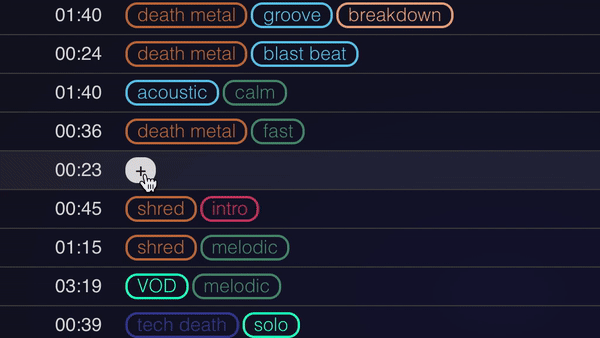 01:40 death metal groove breakdown
00:24 death metal blast beat
01:40 acoustic calm
00:36 death metal fast
00:23 +
00:45 shred intro
01:15 shred melodic
03:19 VOD melodic
00:39 tech death solo